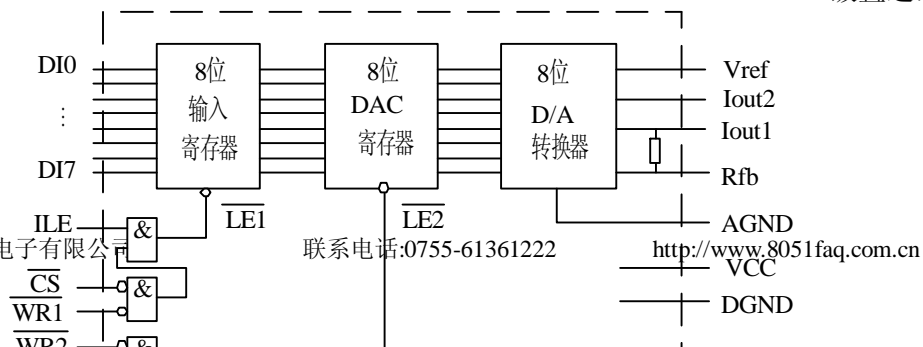 DI0
8位
输入
寄存器
8位
DAC
寄存器
8位
D/A
转换器
Vref
Iout2
Iout1
DI7
Rfb
LE1
LE2
ILE
&
AGND
电子有限公司
联系电话:0755-61361222
http://www.8051faq.com.cn
VCC
CS
&
WR1
DGND
WR2
&